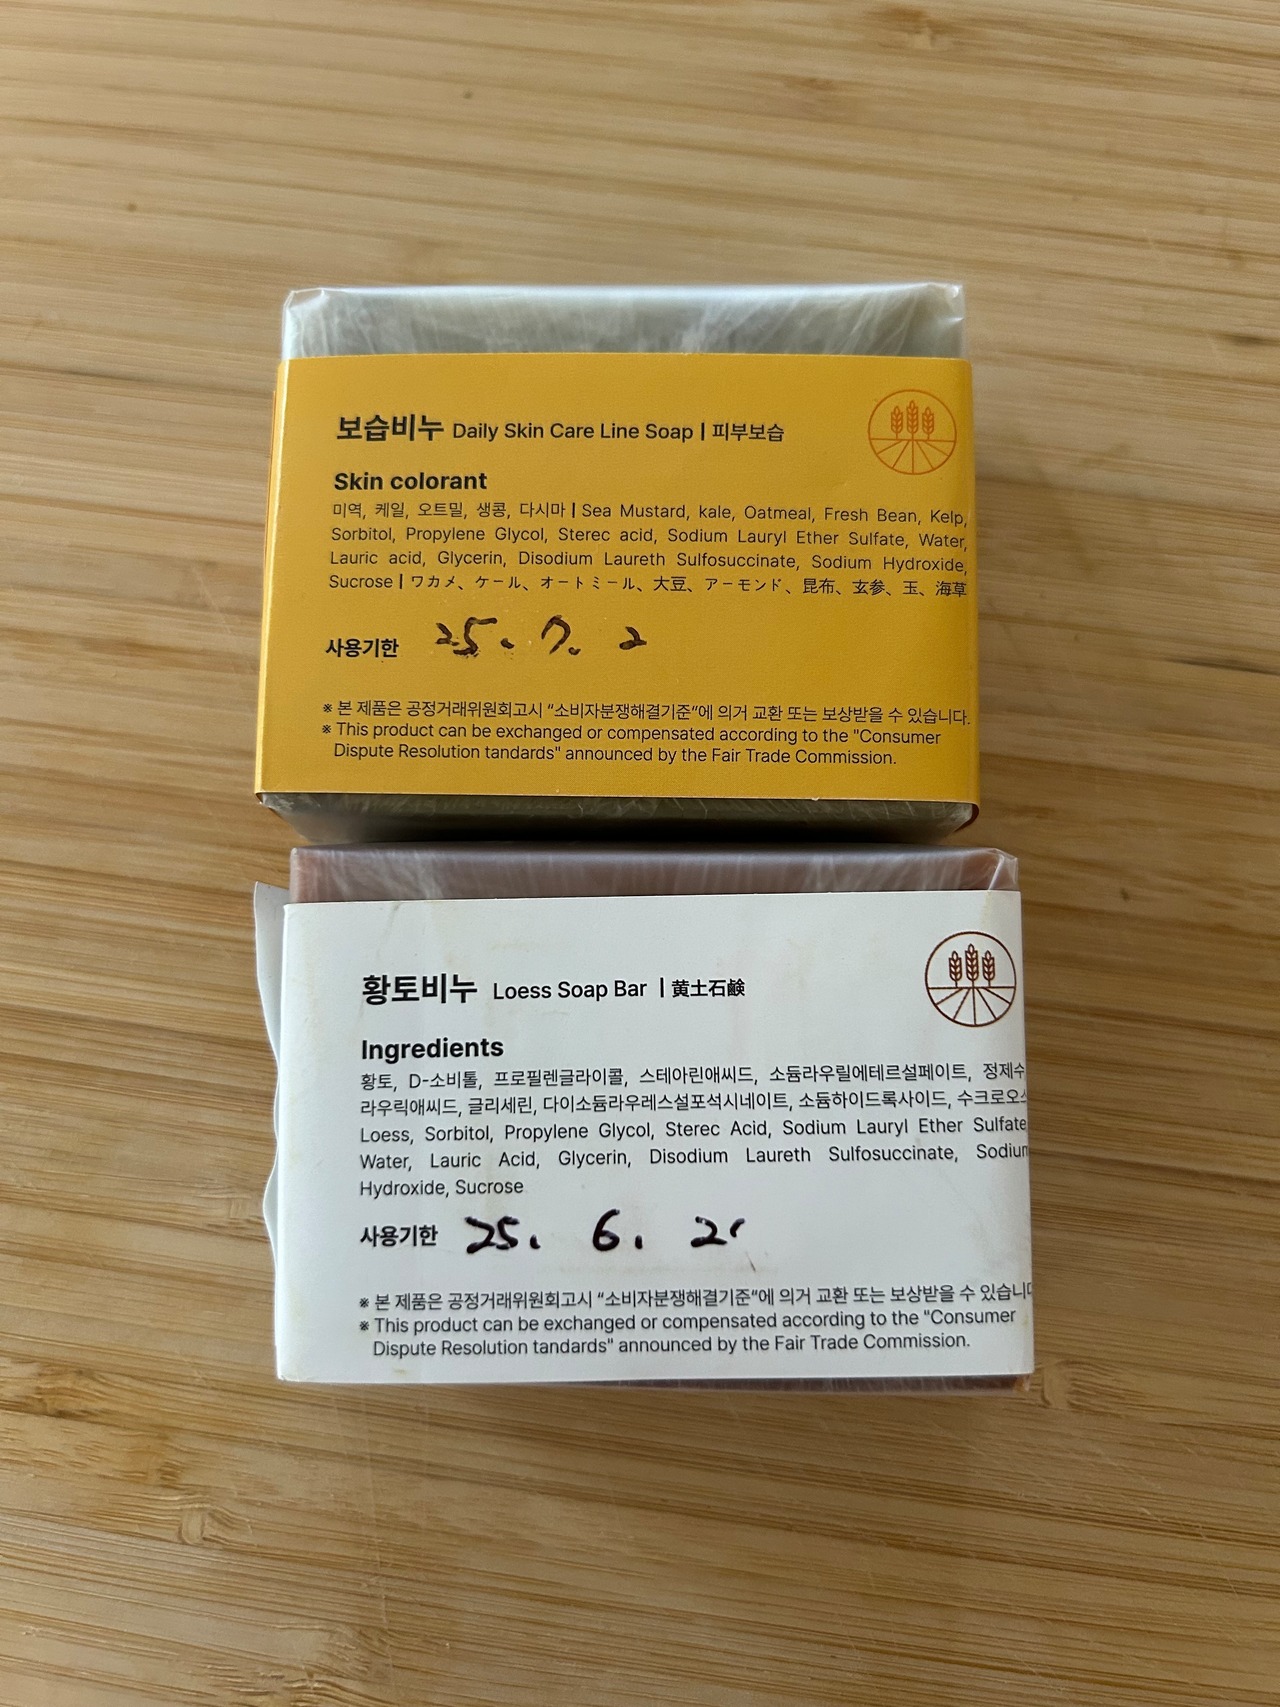 보습비누 Daily Skin Care Line Soap | 피부보습
Skin colorant
미역, 케일, 오트밀, 생콩, 다시마 | Sea Mustard, kale, Oatmeal, Fresh Bean, Kelp,
Sorbitol, Propylene Glycol, Sterec acid, Sodium Lauryl Ether Sulfate, Water,
Lauric acid, Glycerin, Disodium Laureth Sulfosuccinate, Sodium Hydroxide,
Sucrose | ワカメ、ケール、オートミール、大豆、アーモンド、昆布、玄参、玉、海草
사용기한 25. 7. 2
※ 본 제품은 공정거래위원회고시 "소비자분쟁해결기준"에 의거 교환 또는 보상받을 수 있습니다.
※ This product can be exchanged or compensated according to the "Consumer
Dispute Resolution tandards" announced by the Fair Trade Commission.
황토비누 Loess Soap Bar | 黄土石鹸
Ingredients
황토, D-소비톨, 프로필렌글라이콜, 스테아린애씨드, 소듐라우릴에테르설페이트, 정제수
라우릭애씨드, 글리세린, 다이소듐라우레스설포석시네이트, 소듐하이드록사이드, 수크로오스
Loess, Sorbitol, Propylene Glycol, Sterec Acid, Sodium Lauryl Ether Sulfate
Water, Lauric Acid, Glycerin, Disodium Laureth Sulfosuccinate, Sodium
Hydroxide, Sucrose
사용기한 25. 6.
※ 본 제품은 공정거래위원회고시 "소비자분쟁해결기준"에 의거 교환 또는 보상받을 수 있습니다
※ This product can be exchanged or compensated according to the "Consumer
Dispute Resolution tandards" announced by the Fair Trade Commission.